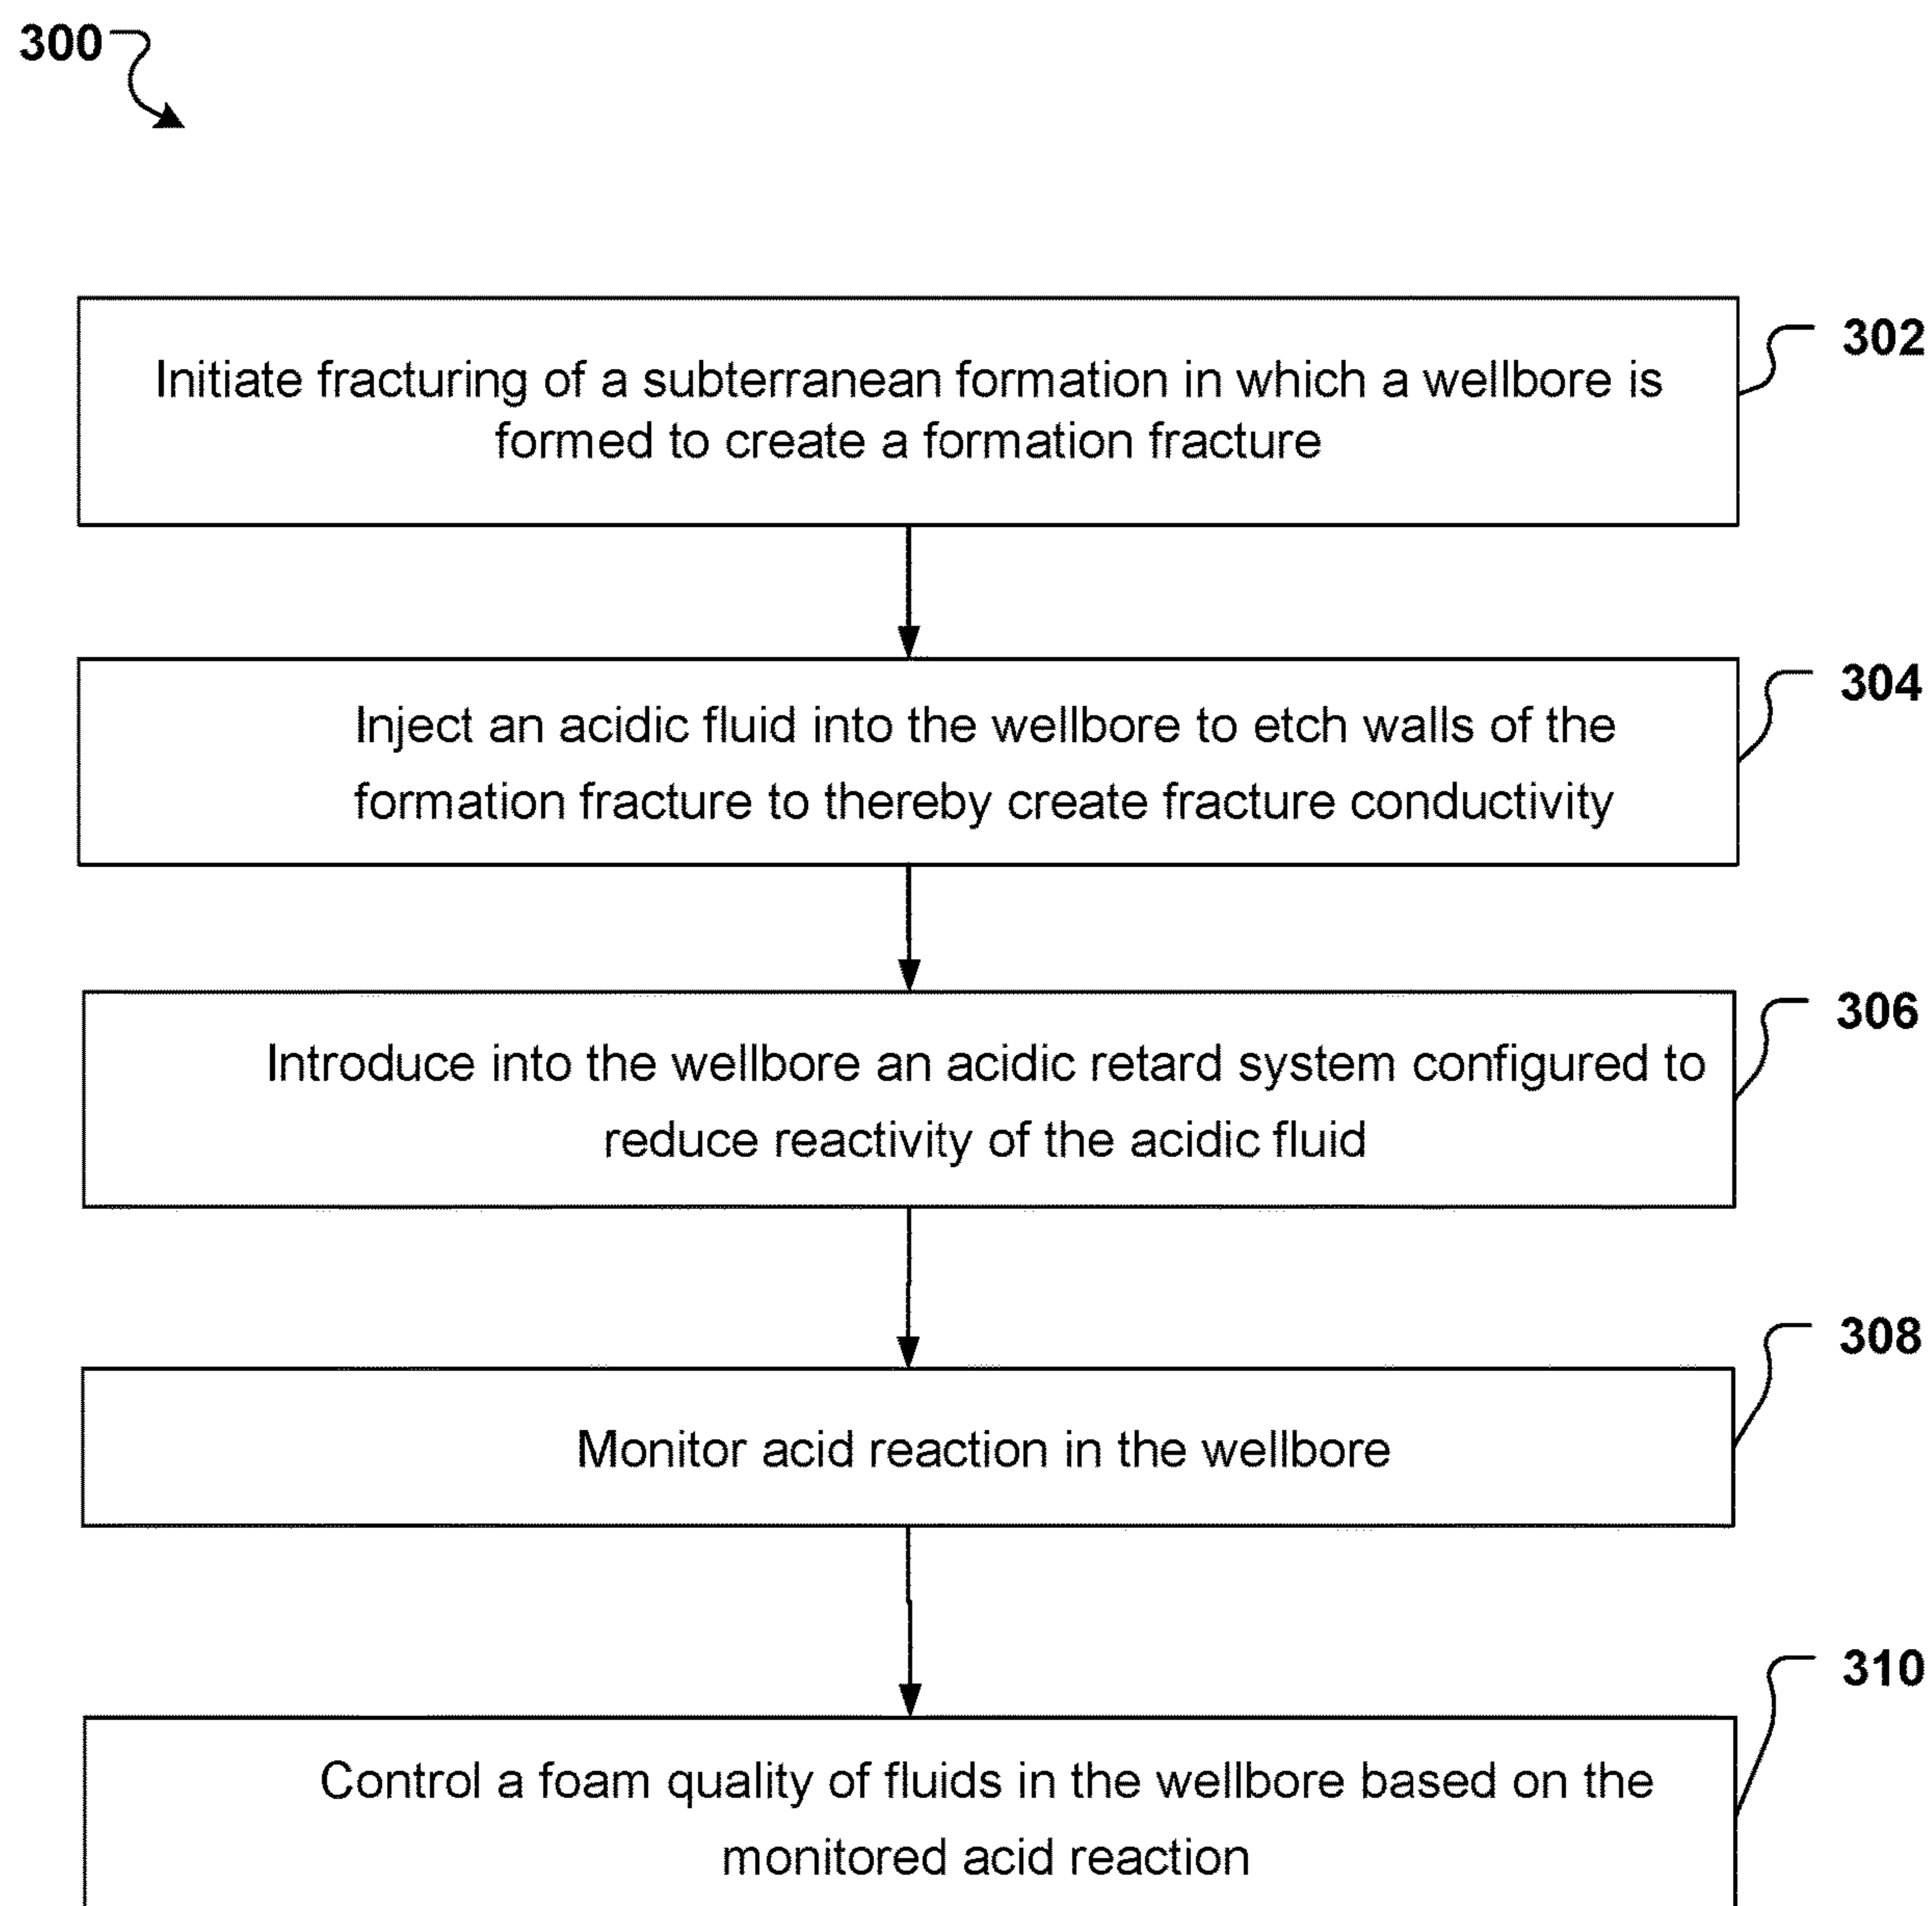 300
302
Initiate fracturing of a subterranean formation in which a wellbore is
formed to create a formation fracture
304
Inject an acidic fluid into the wellbore to etch walls of the
formation fracture to thereby create fracture conductivity
306
Introduce into the wellbore an acidic retard system configured to
reduce reactivity of the acidic fluid
308
Monitor acid reaction in the wellbore
310
Control a foam quality of fluids in the wellbore based on the
monitored acid reaction